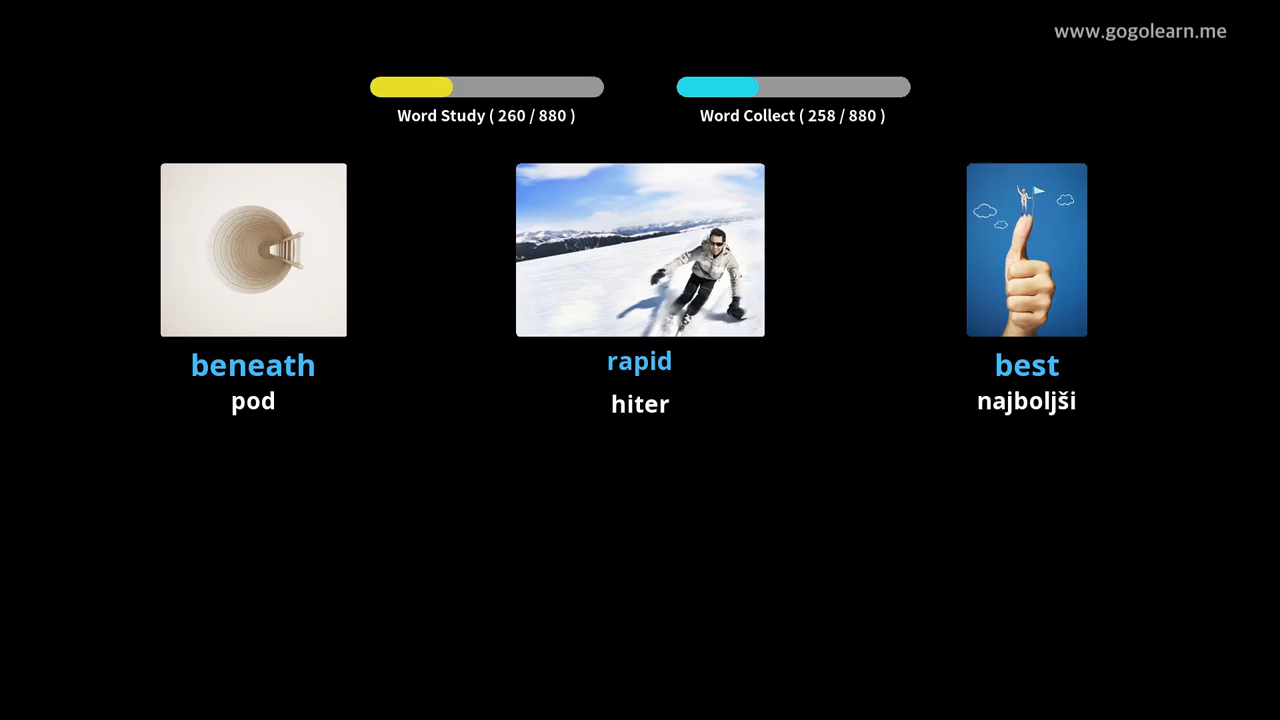 www.gogolearn.me
Word Study ( 260 / 880 )
Word Collect ( 258 / 880 )
beneath
pod
rapid
hiter
best
najboljši